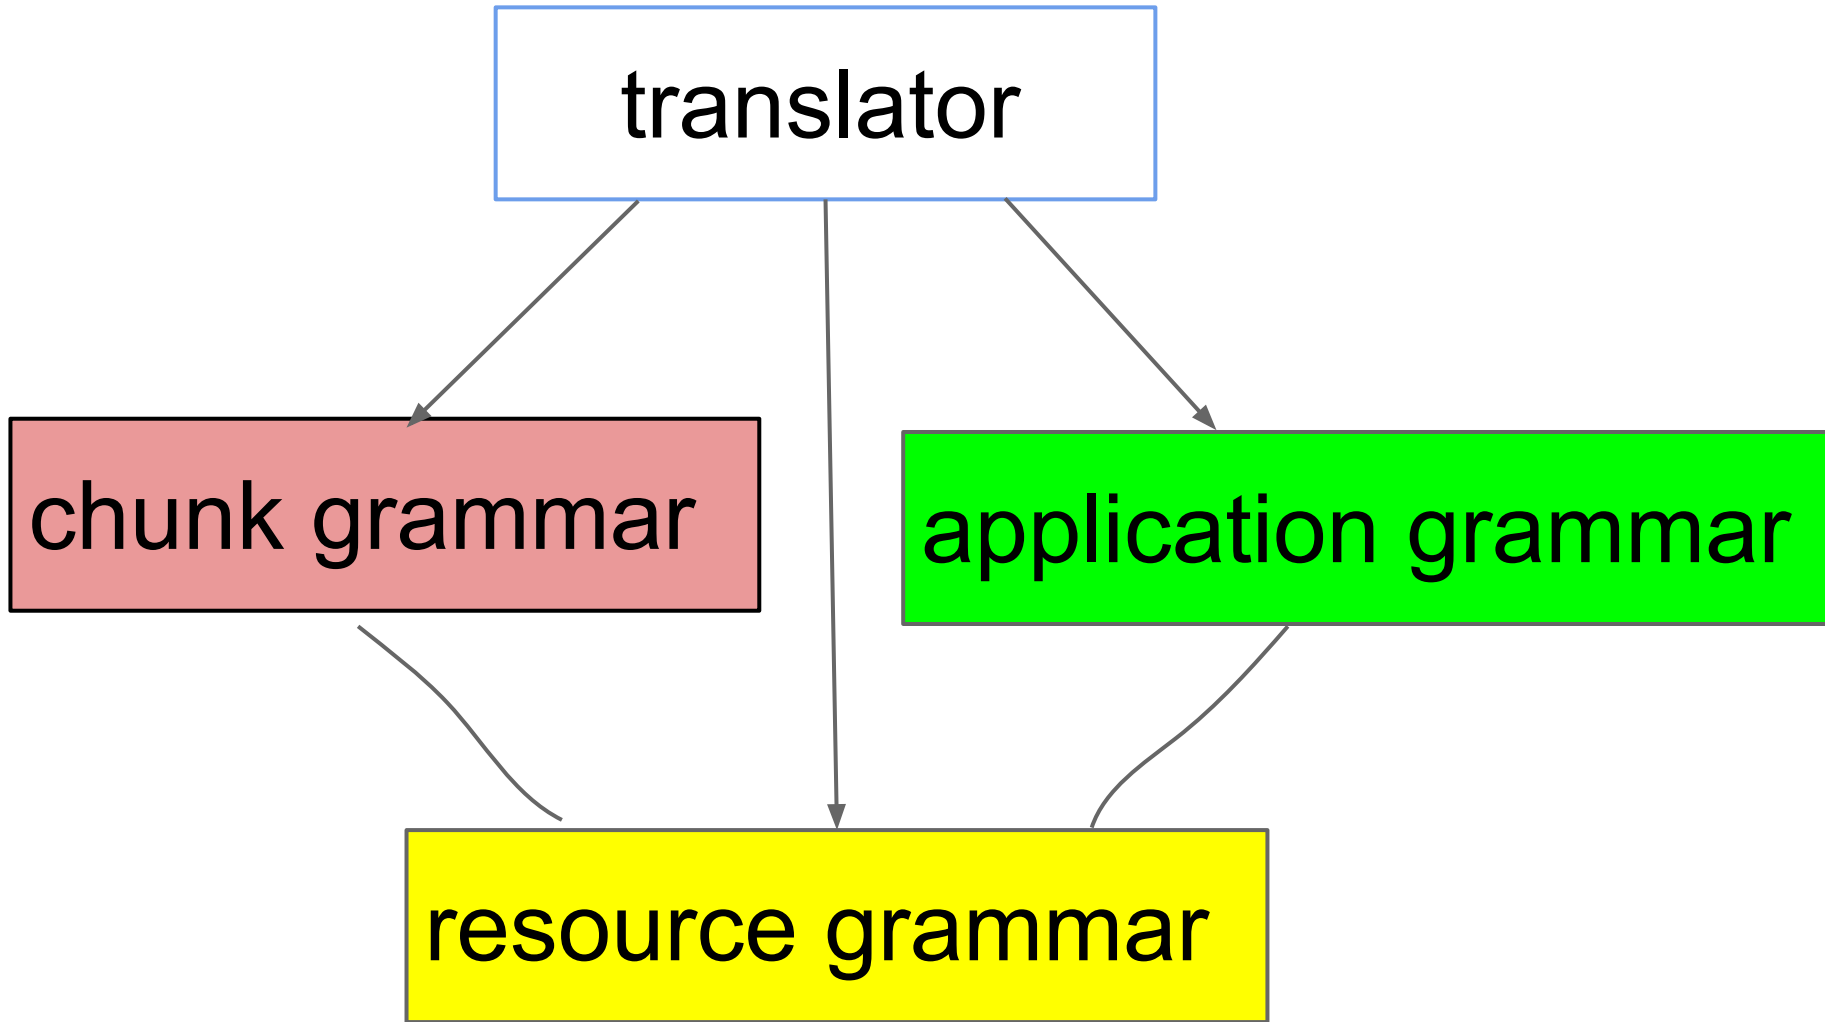 translator
chunk grammar
application grammar
resource grammar